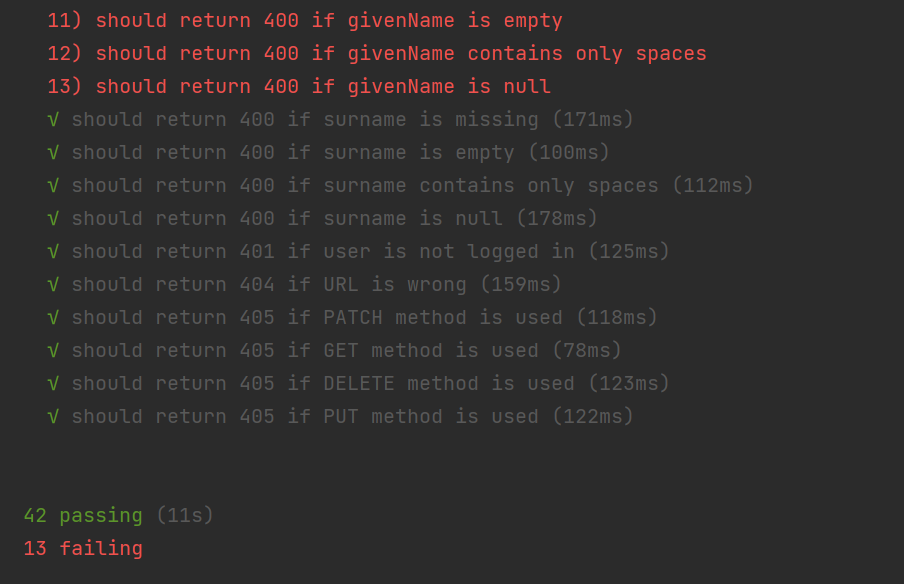 11) should return 400 if givenName is empty
12) should return 400 if givenName contains only spaces
13) should return 400 if givenName is null
√ should return 400 if surname is missing (171ms)
√ should return 400 if surname is empty (100ms)
√ should return 400 if surname contains only spaces (112ms)
√ should return 400 if surname is null (178ms)
√ should return 401 if user is not logged in (125ms)
√ should return 404 if URL is wrong (159ms)
√ should return 405 if PATCH method is used (118ms)
√ should return 405 if GET method is used (78ms)
√ should return 405 if DELETE method is used (123ms)
√ should return 405 if PUT method is used (122ms)
42 passing (11s)
13 failing